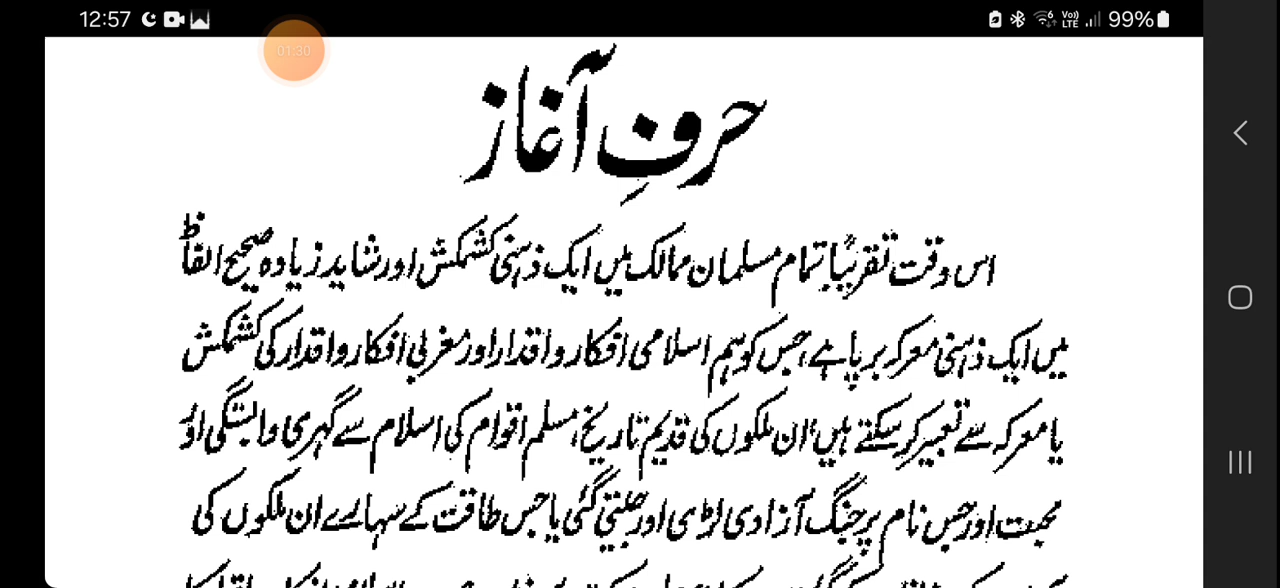 12:57
Vo)) LTE 99%
01:30
حرفِ آغاز
اس وقت تقریباً تمام مسلمان ممالک میں ایک ذہنی کشمکش اور شاید زیادہ صحیح الفاظ
میں ایک ذہنی معرکہ برپا ہے، جس کو ہم اسلامی افکار و اقدار اور مغربی افکار و اقدار کی کشمکش
یا معرکہ سے تعبیر کر سکتے ہیں، ان ملکوں کی قدیم تاریخ، مسلم اقوام کی اسلام سے گہری وابستگی اور
محبت اور جس نام پر جنگ آزادی لڑی اور جیتی گئی یا جس طاقت کے سہارے ان ملکوں کی